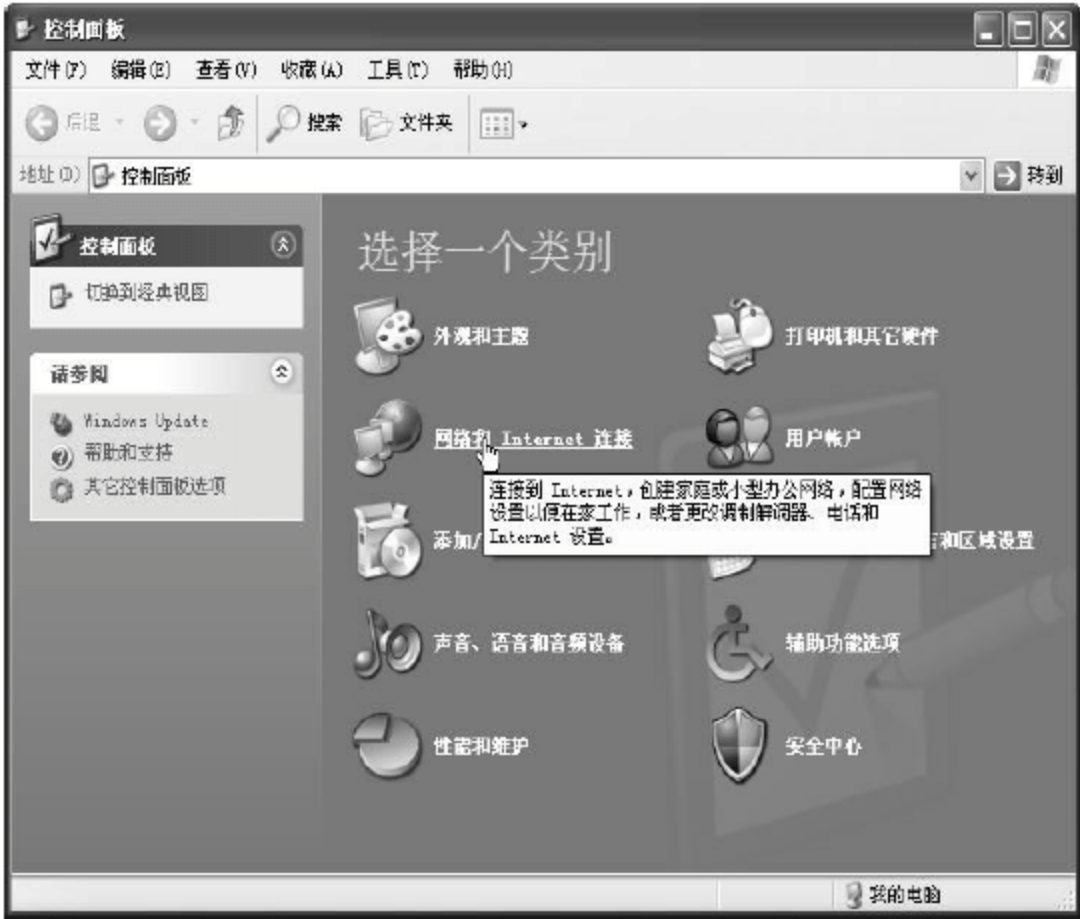 控制面板
文件(F) 编辑(E) 查看(V) 收藏(A) 工具(T) 帮助(H)
后退 搜索 文件夹
地址(D) 控制面板 转到
控制面板
切换到经典视图
请参阅
Windows Update
帮助和支持
其它控制面板选项
选择一个类别
外观和主题
打印机和其它硬件
网络和 Internet 连接
用户帐户
连接到 Internet，创建家庭或小型办公网络，配置网络
设置以便在家工作，或者更改调制解调器、电话和
Internet 设置。
添加/
和区域设置
声音、语音和音频设备
辅助功能选项
性能和维护
安全中心
我的电脑